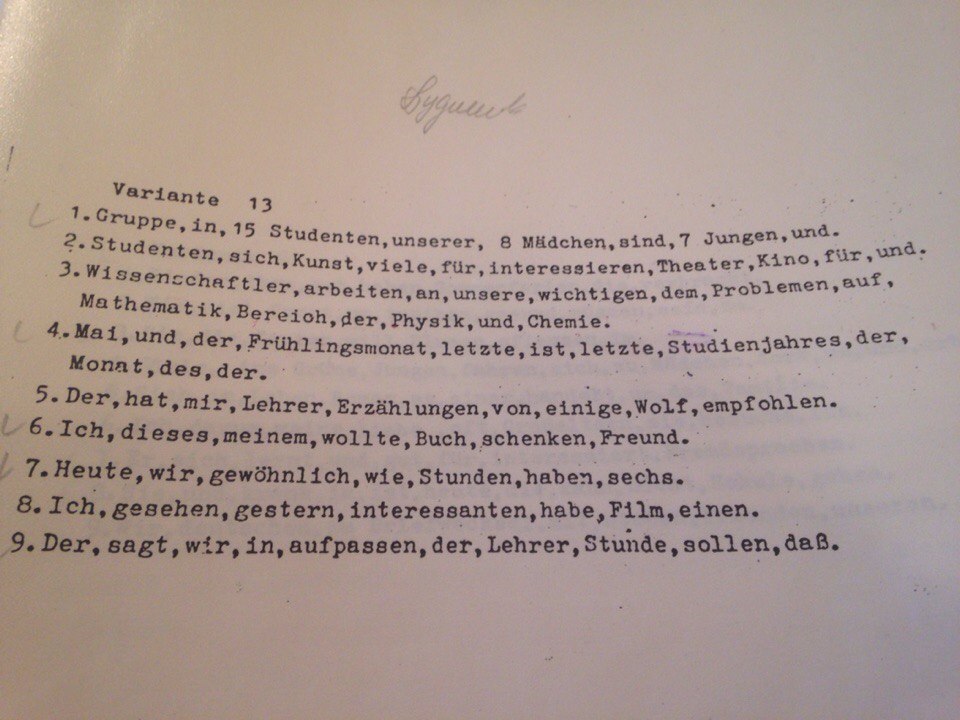 Variante 13
1.Gruppe,in,15 Studenten,unserer, 8 Mädchen,sind,7 Jungen,und.
2.Studenten,sich,Kunst,viele,für,interessieren,Theater,Kino,für,und.
3.Wissenschaftler,arbeiten,an,unsere,wichtigen,dem,Problemen,auf,
Mathematik,Bereioh,der,Physik,und,Chemie.
4.Mai,und,der,Frühlingsmonat,letzte,ist,letzte,Studienjahres,der,
Monat,des,der.
5.Der,hat,mir,Lehrer,Erzählungen,von,einige,Wolf,empfohlen.
6.Ich,dieses,meinem,wollte,Buch,schenken,Freund.
7.Heute,wir,gewöhnlich,wie,Stunden,haben,sechs.
8.Ich,gesehen,gestern,interessanten,habe,Film,einen.
9.Der,sagt,wir,in,aufpassen,der,Lehrer,Stunde,sollen,daß.